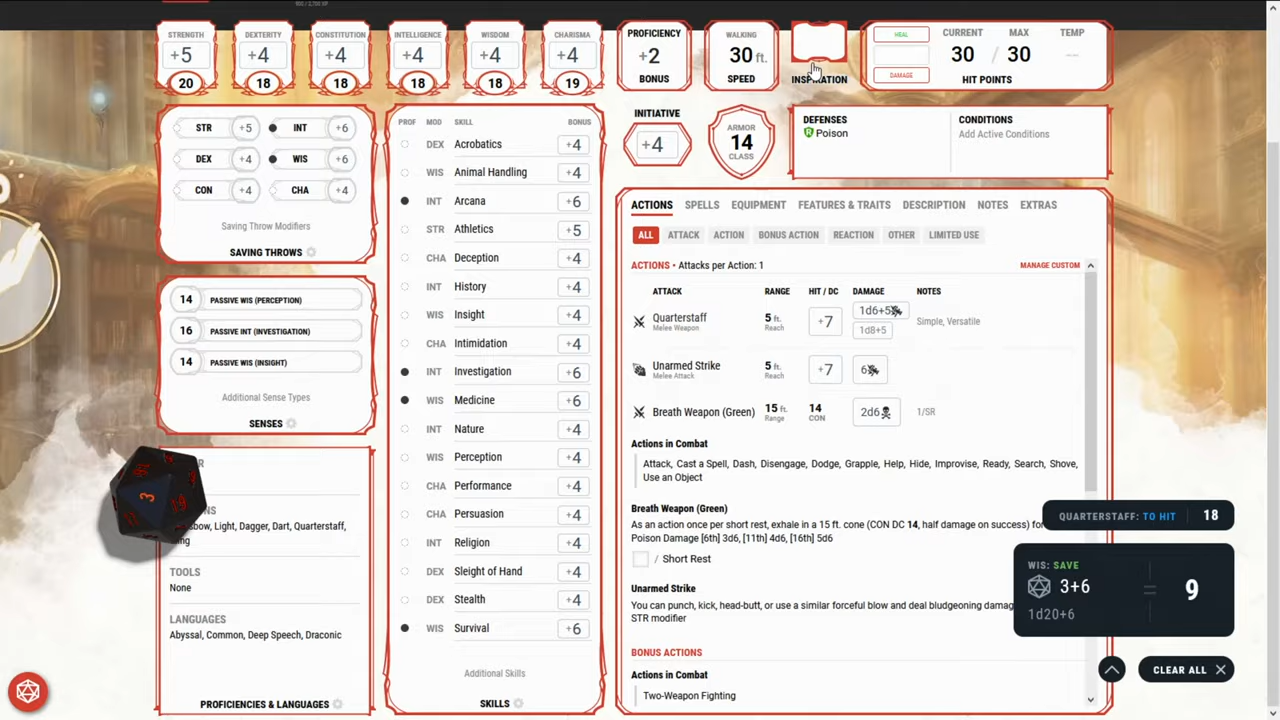 STRENGTH
+5
20
DEXTERITY
+4
18
CONSTITUTION
+4
18
INTELLIGENCE
+4
18
WISDOM
+4
18
CHARISMA
+4
19
PROFICIENCY
+2
BONUS
WALKING
30 ft.
SPEED
INSPIRATION
HEAL
DAMAGE
CURRENT MAX TEMP
30 / 30 --
HIT POINTS
STR +5 INT +6
DEX +4 WIS +6
CON +4 CHA +4
Saving Throw Modifiers
SAVING THROWS
14 PASSIVE WIS (PERCEPTION)
16 PASSIVE INT (INVESTIGATION)
14 PASSIVE WIS (INSIGHT)
Additional Sense Types
SENSES
TOOLS
None
LANGUAGES
Abyssal, Common, Deep Speech, Draconic
PROFICIENCIES & LANGUAGES
bow, Light, Dagger, Dart, Quarterstaff,
3
PROF MOD SKILL BONUS
DEX Acrobatics +4
WIS Animal Handling +4
INT Arcana +6
STR Athletics +5
CHA Deception +4
INT History +4
WIS Insight +4
CHA Intimidation +4
INT Investigation +6
WIS Medicine +6
INT Nature +4
WIS Perception +4
CHA Performance +4
CHA Persuasion +4
INT Religion +4
DEX Sleight of Hand +4
DEX Stealth +4
WIS Survival +6
Additional Skills
SKILLS
INITIATIVE
+4
ARMOR
14
CLASS
DEFENSES
R Poison
CONDITIONS
Add Active Conditions
ACTIONS SPELLS EQUIPMENT FEATURES & TRAITS DESCRIPTION NOTES EXTRAS
ALL ATTACK ACTION BONUS ACTION REACTION OTHER LIMITED USE
ACTIONS • Attacks per Action: 1 MANAGE CUSTOM
ATTACK RANGE HIT / DC DAMAGE NOTES
Quarterstaff 5 ft. +7 1d6+5 Simple, Versatile
Melee Weapon Reach 1d8+5
Unarmed Strike 5 ft. +7 6
Melee Attack Reach
Breath Weapon (Green) 15 ft. 14 2d6 1/SR
Range CON
Actions in Combat
Attack, Cast a Spell, Dash, Disengage, Dodge, Grapple, Help, Hide, Improvise, Ready, Search, Shove,
Use an Object
Breath Weapon (Green)
As an action once per short rest, exhale in a 15 ft. cone (CON DC 14, half damage on success) for
Poison Damage [6th] 3d6, [11th] 4d6, [16th] 5d6
/ Short Rest
Unarmed Strike
You can punch, kick, head-butt, or use a similar forceful blow and deal bludgeoning damag
STR modifier
BONUS ACTIONS
Actions in Combat
Two-Weapon Fighting
QUARTERSTAFF: TO HIT 18
WIS: SAVE
3+6 = 9
1d20+6
CLEAR ALL X